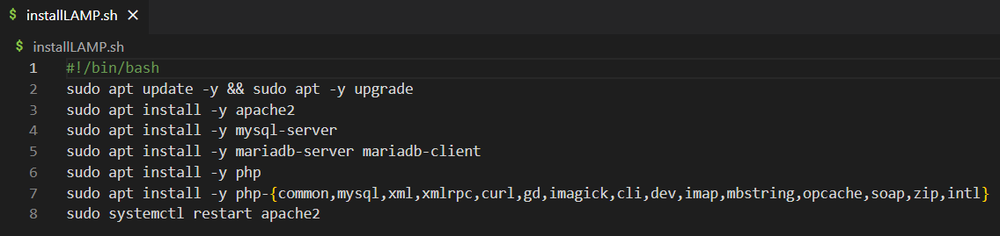 $ installLAMP.sh ×
$ installLAMP.sh
1 #!/bin/bash
2 sudo apt update -y && sudo apt -y upgrade
3 sudo apt install -y apache2
4 sudo apt install -y mysql-server
5 sudo apt install -y mariadb-server mariadb-client
6 sudo apt install -y php
7 sudo apt install -y php-{common,mysql,xml,xmlrpc,curl,gd,imagick,cli,dev,imap,mbstring,opcache,soap,zip,intl}
8 sudo systemctl restart apache2